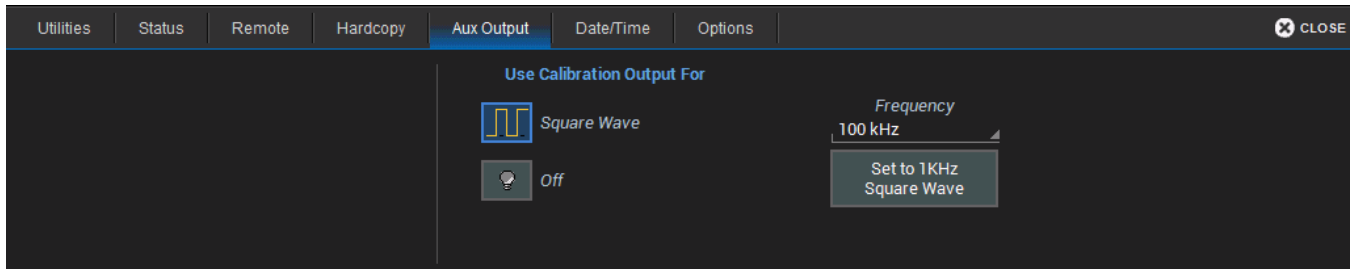 Utilities Status Remote Hardcopy Aux Output Date/Time Options CLOSE
Use Calibration Output For
Square Wave
Frequency
100 kHz
Off
Set to 1KHz
Square Wave